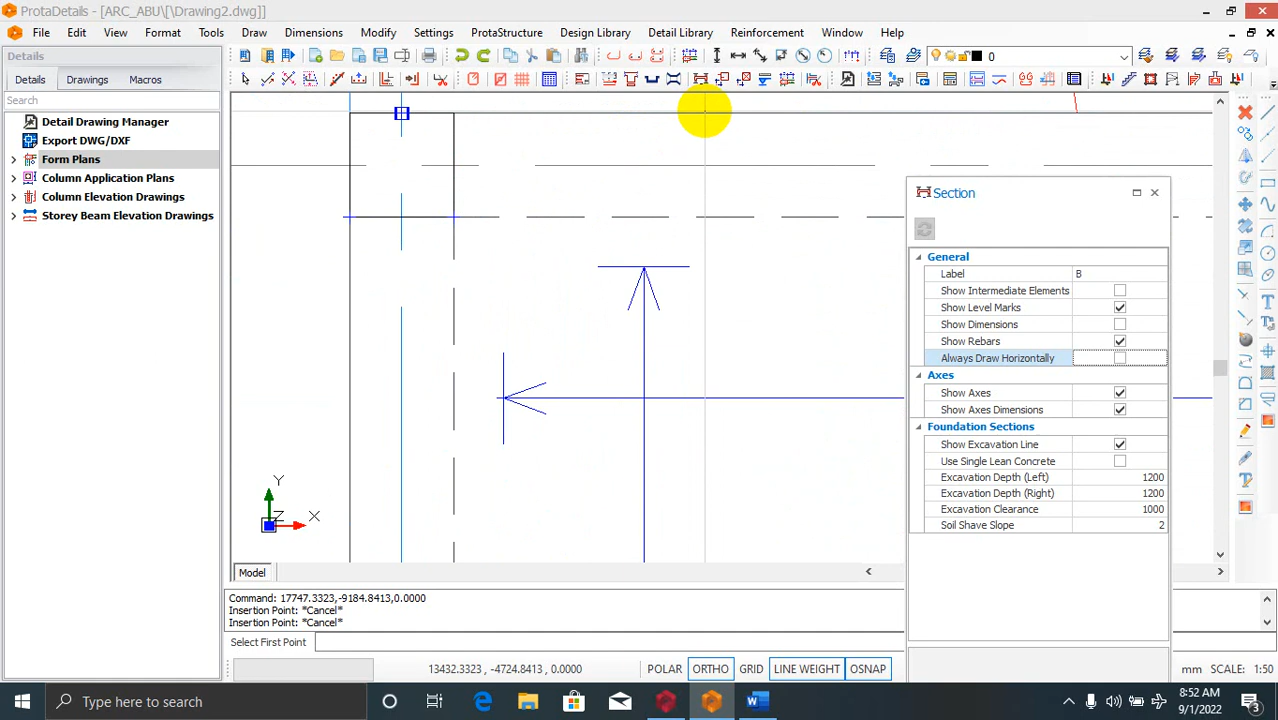 ProtaDetails - [ARC_ABU\[\Drawing2.dwg]]
File Edit View Format Tools Draw Dimensions Modify Settings ProtaStructure Design Library Detail Library Reinforcement Window Help
Details
0
Details Drawings Macros
Search
Detail Drawing Manager
Export DWG/DXF
Form Plans
Column Application Plans
Column Elevation Drawings
Storey Beam Elevation Drawings
Section
General
Label B
Show Intermediate Elements
Show Level Marks
Show Dimensions
Show Rebars
Always Draw Horizontally
Axes
Show Axes
Show Axes Dimensions
Foundation Sections
Show Excavation Line
Use Single Lean Concrete
Excavation Depth (Left) 1200
Excavation Depth (Right) 1200
Excavation Clearance 1000
Soil Shave Slope 2
Y
Z X
Model
Command: 17747.3323,-9184.8413,0.0000
Insertion Point: *Cancel*
Insertion Point: *Cancel*
Select First Point
13432.3323 , -4724.8413 , 0.0000 POLAR ORTHO GRID LINE WEIGHT OSNAP mm SCALE: 1:50
Type here to search
8:52 AM
9/1/2022
3